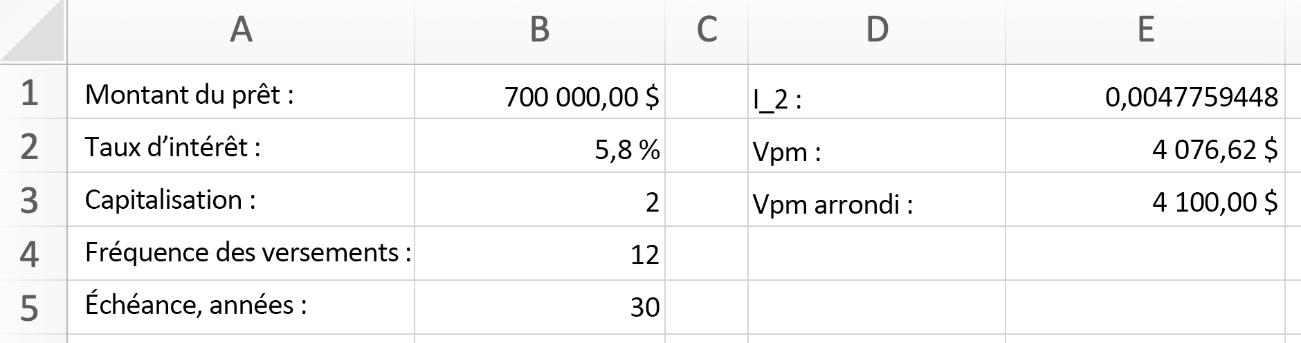 A B C D E
1 Montant du prêt : 700 000,00 $ I_2 : 0,0047759448
2 Taux d’intérêt : 5,8 % Vpm : 4 076,62 $
3 Capitalisation : 2 Vpm arrondi : 4 100,00 $
4 Fréquence des versements : 12
5 Échéance, années : 30